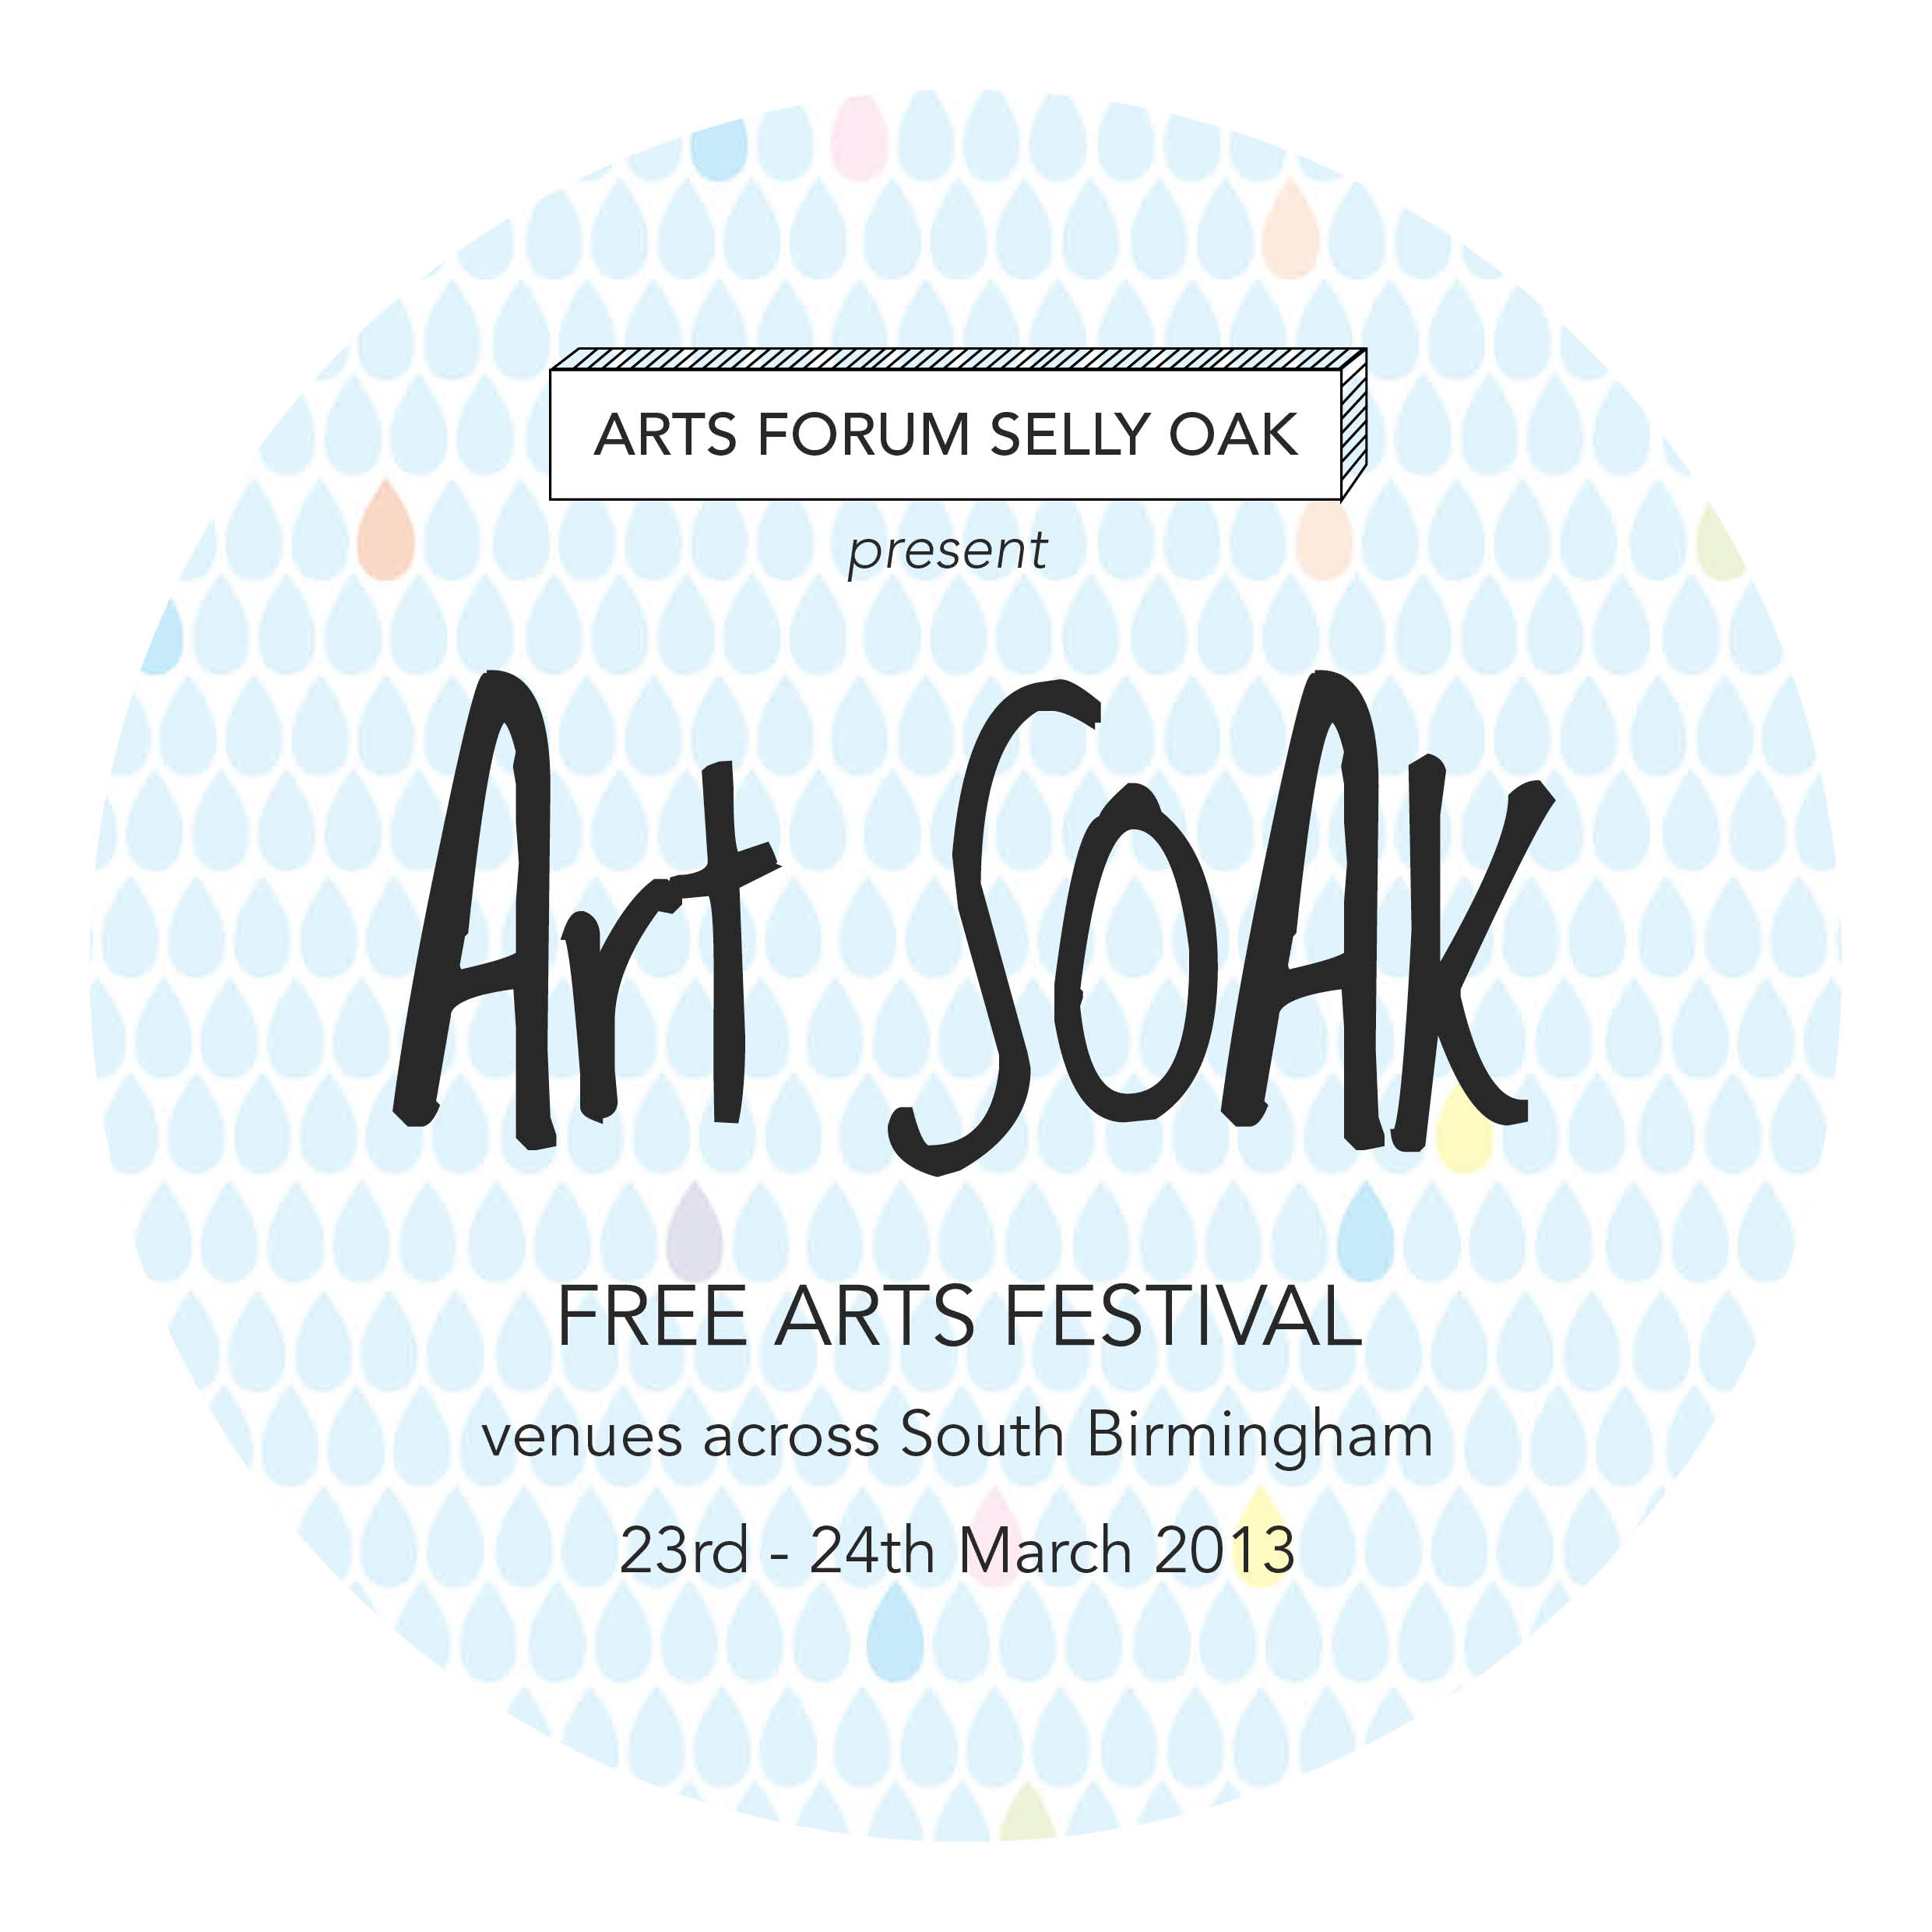 ARTS FORUM SELLY OAK
present
Art SOAK
FREE ARTS FESTIVAL
venues across South Birmingham
23rd - 24th March 2013